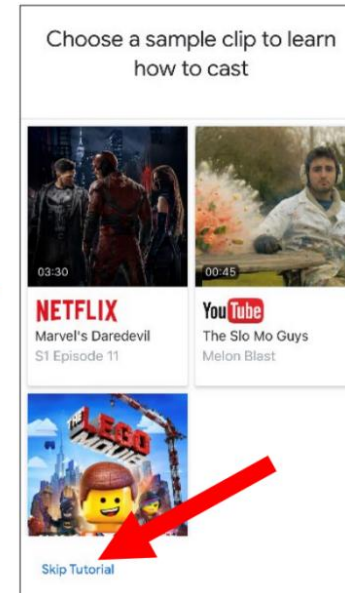 Choose a sample clip to learn
how to cast
03:30
00:45
NETFLIX
YouTube
Marvel's Daredevil
The Slo Mo Guys
S1 Episode 11
Melon Blast
THE LEGO MOVIE
Skip Tutorial